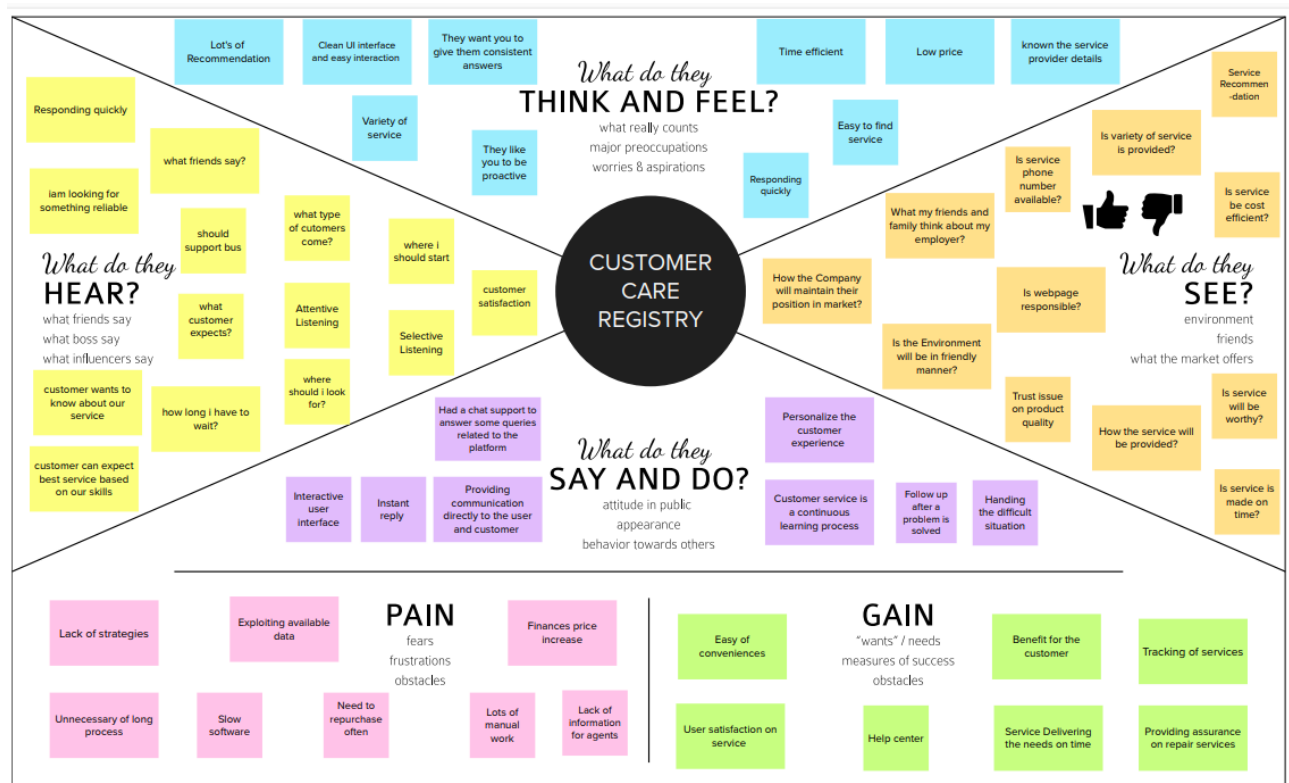 Lot's of
Recommendation
Clean UI interface
and easy interaction
They want you to
give them consistent
answers
Variety of
service
They like
you to be
proactive
What do they
THINK AND FEEL?
what really counts
major preoccupations
worries & aspirations
Time efficient
Low price
known the service
provider details
Easy to find
service
Responding
quickly
Responding quickly
what friends say?
iam looking for
something reliable
should
support bus
what type
of cutomers
come?
where i
should start
What do they
HEAR?
what friends say
what boss say
what influencers say
what
customer
expects?
Attentive
Listening
customer
satisfaction
Selective
Listening
customer wants to
know about our
service
how long i have to
wait?
where
should i look
for?
customer can expect
best service based
on our skills
CUSTOMER
CARE
REGISTRY
Service
Recommen
-dation
Is variety of service
is provided?
Is service
phone
number
available?
Is service
be cost
efficient?
What my friends and
family think about my
employer?
How the Company
will maintain their
position in market?
Is webpage
responsible?
What do they
SEE?
environment
friends
what the market offers
Is the Environment
will be in friendly
manner?
Trust issue
on product
quality
How the service will
be provided?
Is service
will be
worthy?
Is service is
made on
time?
Had a chat support to
answer some queries
related to the
platform
Interactive
user
interface
Instant
reply
Providing
communication
directly to the user
and customer
What do they
SAY AND DO?
attitude in public
appearance
behavior towards others
Personalize the
customer
experience
Customer service is
a continuous
learning process
Follow up
after a
problem is
solved
Handing
the difficult
situation
PAIN
fears
frustrations
obstacles
Lack of strategies
Exploiting available
data
Finances price
increase
Unnecessary of long
process
Slow
software
Need to
repurchase
often
Lots of
manual
work
Lack of
information
for agents
GAIN
"wants" / needs
measures of success
obstacles
Easy of
conveniences
Benefit for the
customer
Tracking of services
User satisfaction on
service
Help center
Service Delivering
the needs on time
Providing assurance
on repair services